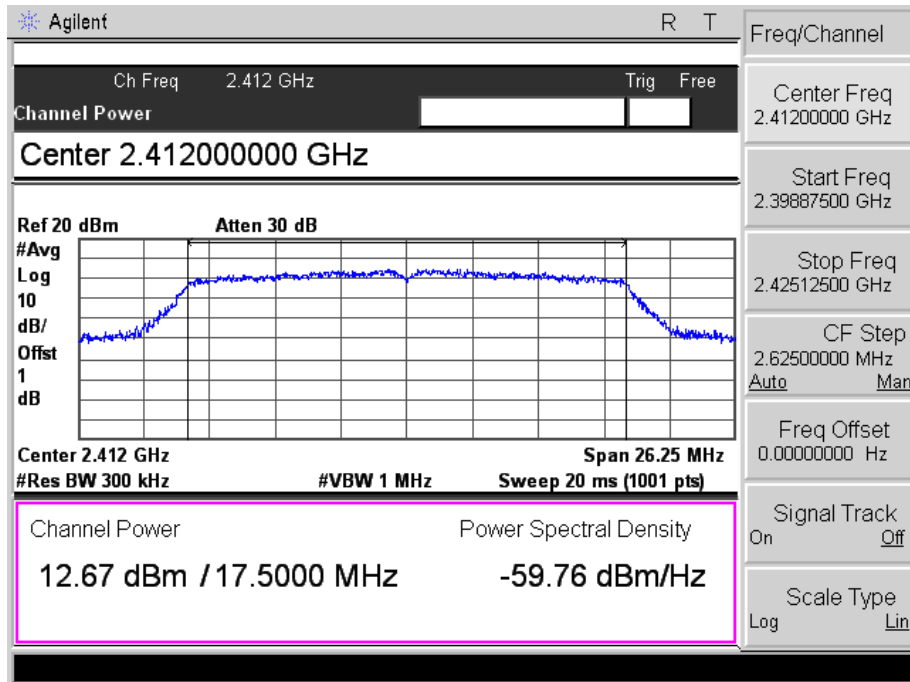 Agilent R T
Ch Freq 2.412 GHz Trig Free
Channel Power
Center 2.412000000 GHz
Ref 20 dBm Atten 30 dB
#Avg
Log
10
dB/
Offst
1
dB
Center 2.412 GHz Span 26.25 MHz
#Res BW 300 kHz #VBW 1 MHz Sweep 20 ms (1001 pts)
Channel Power Power Spectral Density
12.67 dBm / 17.5000 MHz -59.76 dBm/Hz
Freq/Channel
Center Freq
2.41200000 GHz
Start Freq
2.39887500 GHz
Stop Freq
2.42512500 GHz
CF Step
2.62500000 MHz
Auto Man
Freq Offset
0.00000000 Hz
Signal Track
On Off
Scale Type
Log Lin